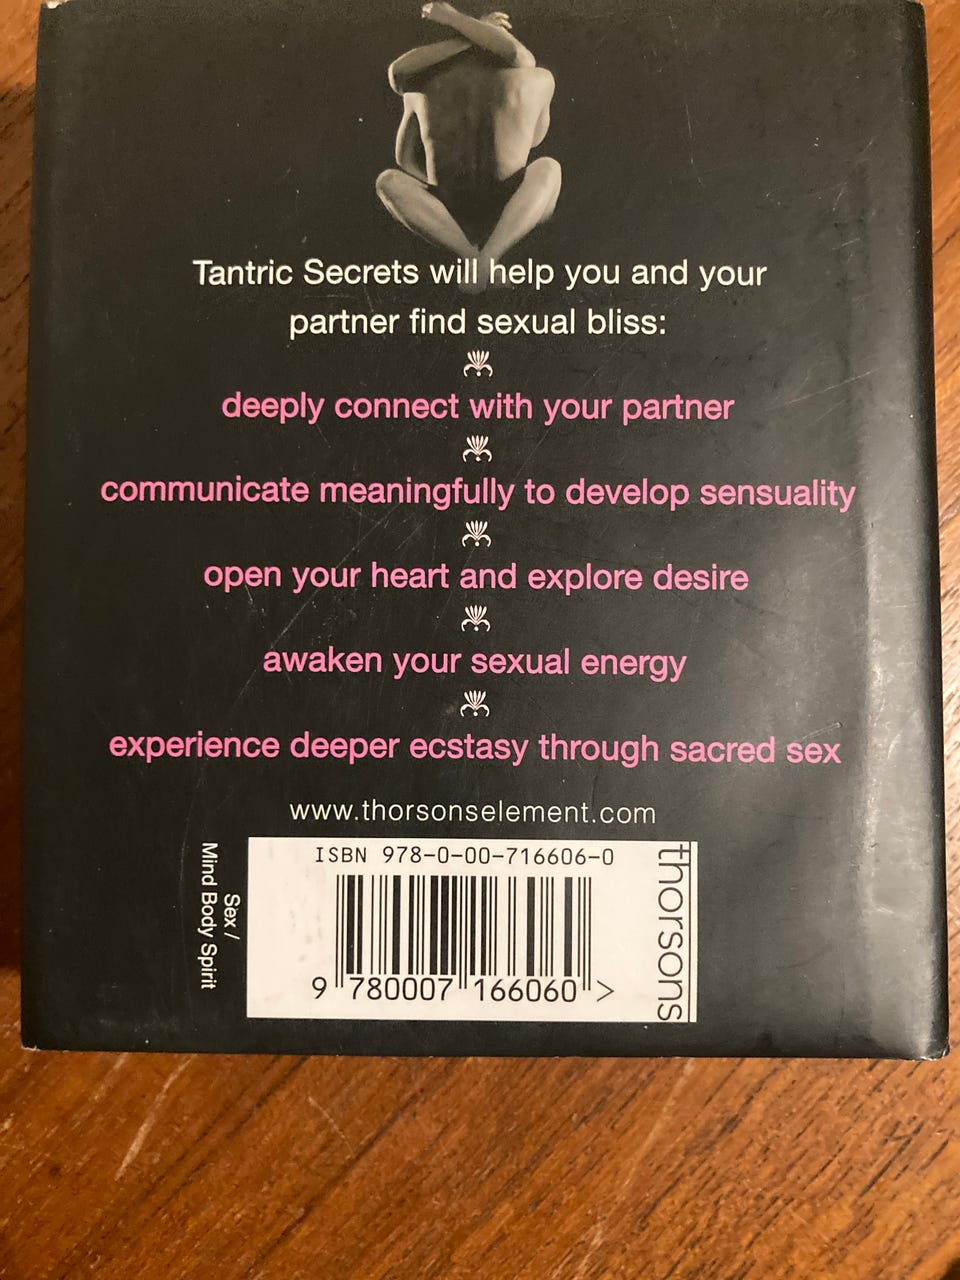 Tantric Secrets will help you and your
partner find sexual bliss:
deeply connect with your partner
communicate meaningfully to develop sensuality
open your heart and explore desire
awaken your sexual energy
experience deeper ecstasy through sacred sex
www.thorsonselement.com
Sex /
Mind Body Spirit
ISBN 978-0-00-716606-0
9 780007 166060 >
thorsons